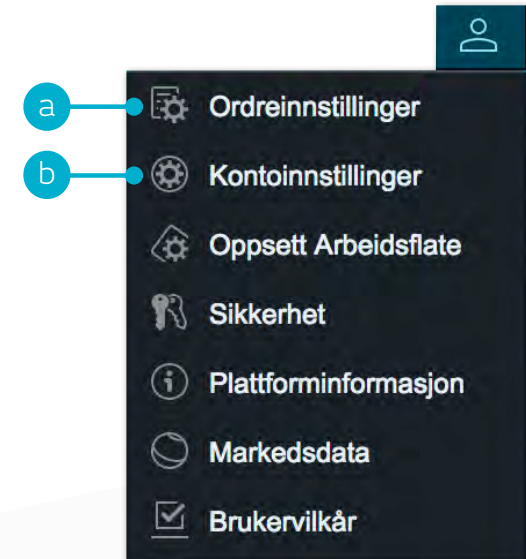 a Ordreinnstillinger
b Kontoinnstillinger
Oppsett Arbeidsflate
Sikkerhet
Plattforminformasjon
Markedsdata
Brukervilkår